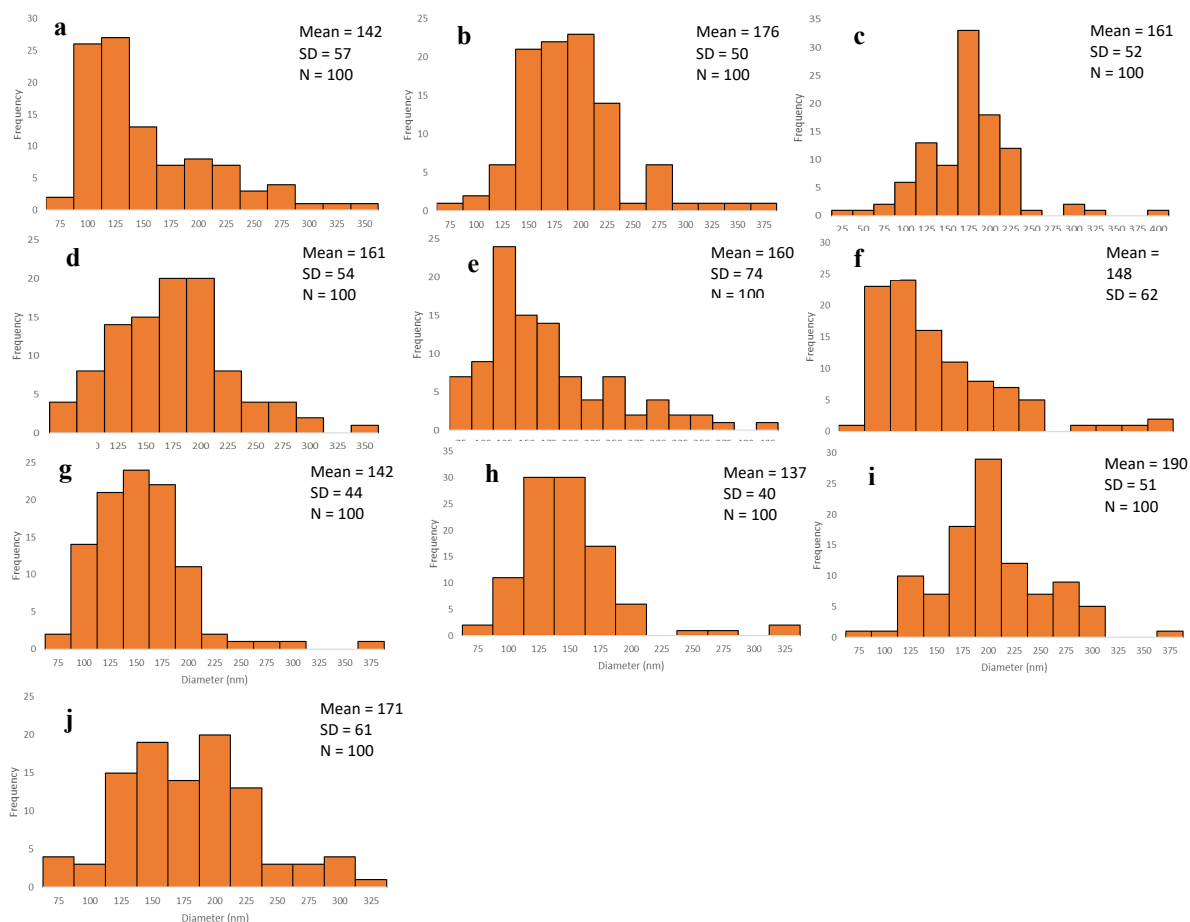 a
Mean = 142
SD = 57
N = 100
Frequency
30
25
20
15
10
5
0
75 100 125 150 175 200 225 250 275 300 325 350
b
Mean = 176
SD = 50
N = 100
Frequency
25
20
15
10
5
0
75 100 125 150 175 200 225 250 275 300 325 350 375
c
Mean = 161
SD = 52
N = 100
Frequency
35
30
25
20
15
10
5
0
25 50 75 100 125 150 175 200 225 250 275 300 325 350 375 400
d
Mean = 161
SD = 54
N = 100
Frequency
25
20
15
10
5
0
125 150 175 200 225 250 275 300 325 350
e
Mean = 160
SD = 74
N = 100
Frequency
25
20
15
10
5
0
f
Mean =
148
SD = 62
Frequency
30
25
20
15
10
5
0
g
Mean = 142
SD = 44
N = 100
Frequency
25
20
15
10
5
0
75 100 125 150 175 200 225 250 275 300 325 350 375
Diameter (nm)
h
Mean = 137
SD = 40
N = 100
Frequency
35
30
25
20
15
10
5
0
75 100 125 150 175 200 225 250 275 300 325
Diameter (nm)
i
Mean = 190
SD = 51
N = 100
Frequency
35
30
25
20
15
10
5
0
75 100 125 150 175 200 225 250 275 300 325 350 375
Diameter (nm)
j
Mean = 171
SD = 61
N = 100
Frequency
25
20
15
10
5
0
75 100 125 150 175 200 225 250 275 300 325
Diameter (nm)